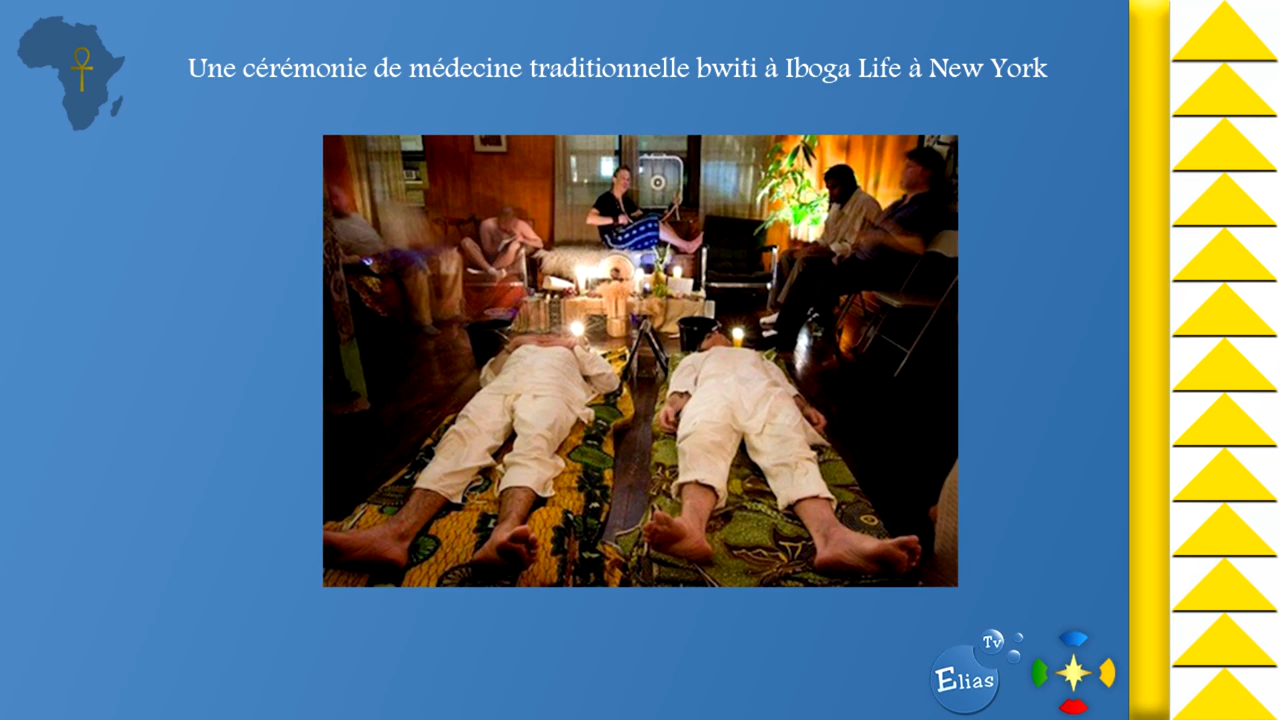 Une cérémonie de médecine traditionnelle bwiti à Iboga Life à New York
Tv
Elias